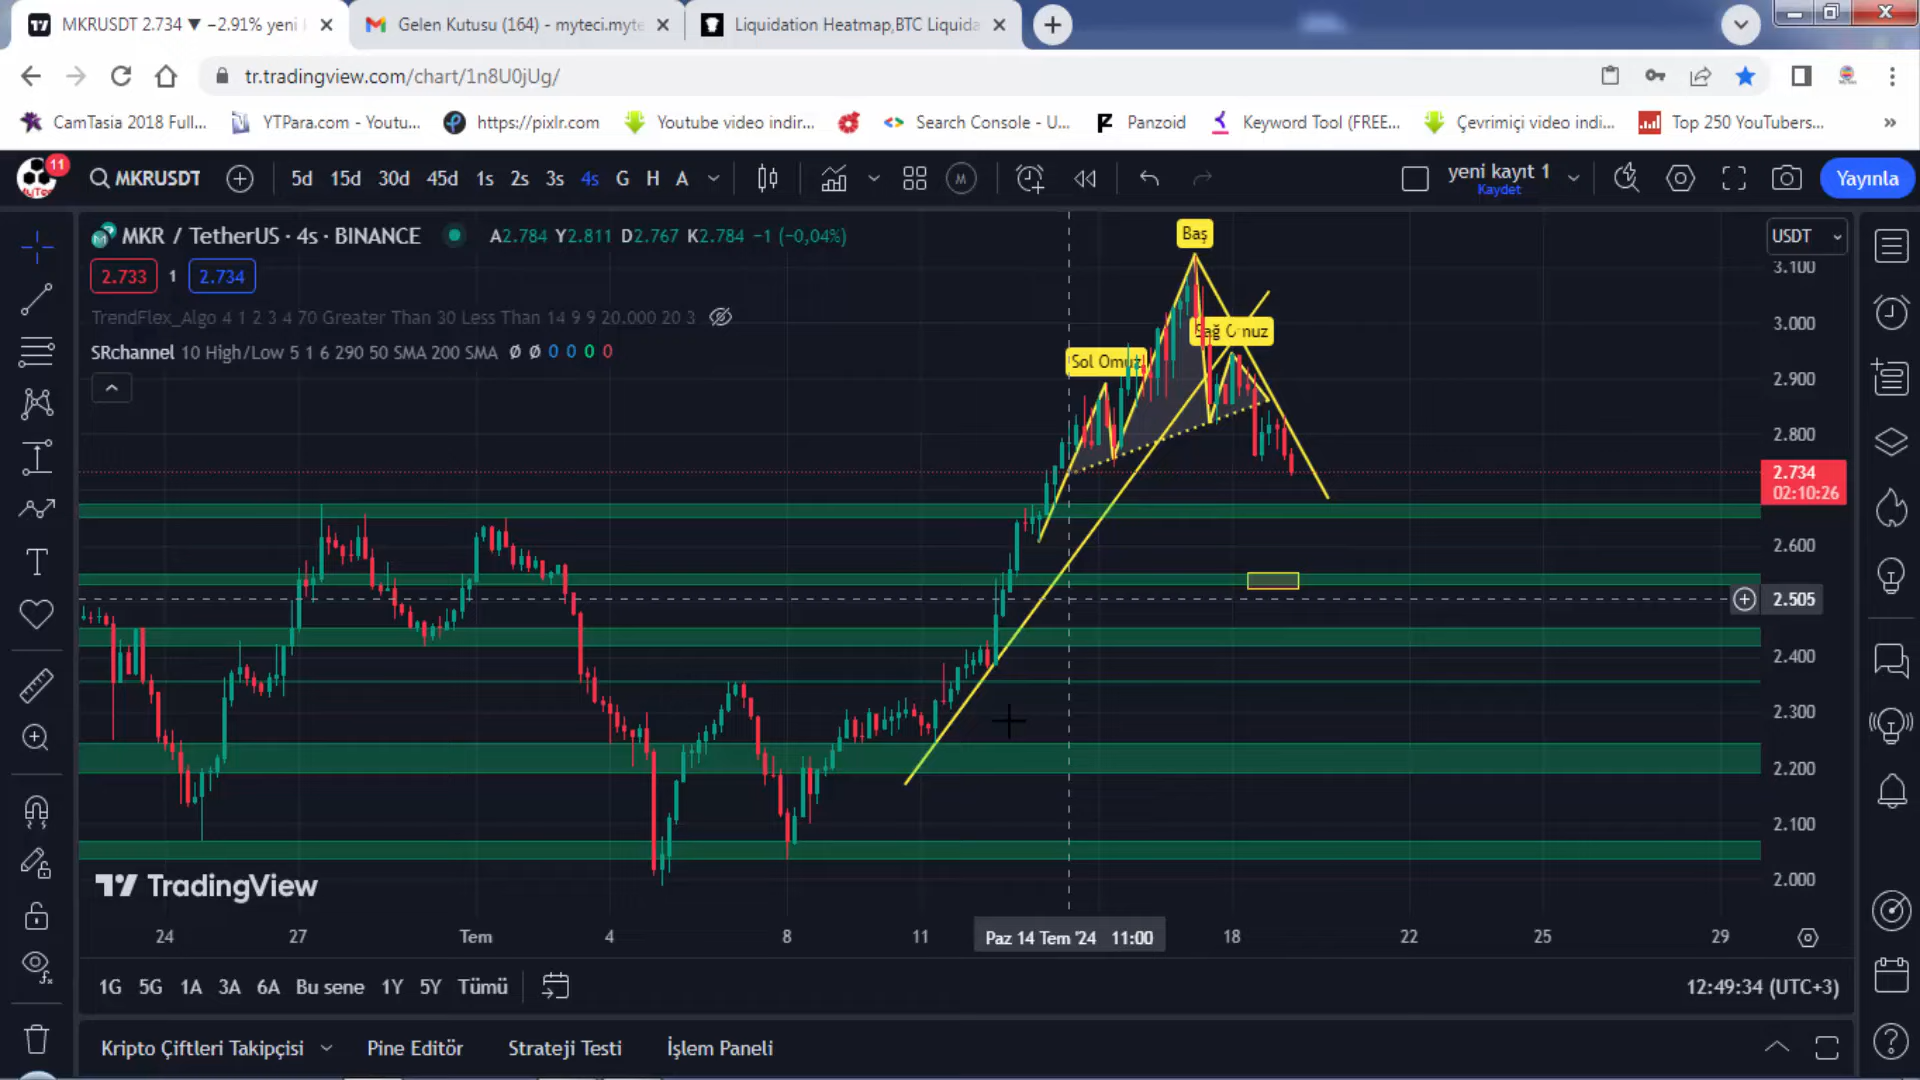 MKRUSDT 2.734 ▼ −2.91% yeni
Gelen Kutusu (164) - myteci.myte
Liquidation Heatmap,BTC Liquida
tr.tradingview.com/chart/1n8U0jUg/
CamTasia 2018 Full...
YTPara.com - Youtu...
https://pixlr.com
Youtube video indir...
Search Console - U...
Panzoid
Keyword Tool (FREE...
Çevrimiçi video indi...
Top 250 YouTubers...
»
11
MKRUSDT
5d 15d 30d 45d 1s 2s 3s 4s G H A
M
yeni kayıt 1
Kaydet
Yayınla
MKR / TetherUS · 4s · BINANCE
A2.784 Y2.811 D2.767 K2.784 −1 (−0,04%)
2.733 1 2.734
TrendFlex_Algo 4 1 2 3 4 70 Greater Than 30 Less Than 14 9 9 20.000 20 3
SRchannel 10 High/Low 5 1 6 290 50 SMA 200 SMA Ø Ø 0 0 0 0
Baş
Sağ Omuz
Sol Omuz
USDT
3.100
3.000
2.900
2.800
2.734
02:10:26
2.600
2.505
2.400
2.300
2.200
2.100
2.000
TradingView
24 27 Tem 4 8 11 Paz 14 Tem '24 11:00 18 22 25 29
1G 5G 1A 3A 6A Bu sene 1Y 5Y Tümü
12:49:34 (UTC+3)
Kripto Çiftleri Takipçisi
Pine Editör
Strateji Testi
İşlem Paneli